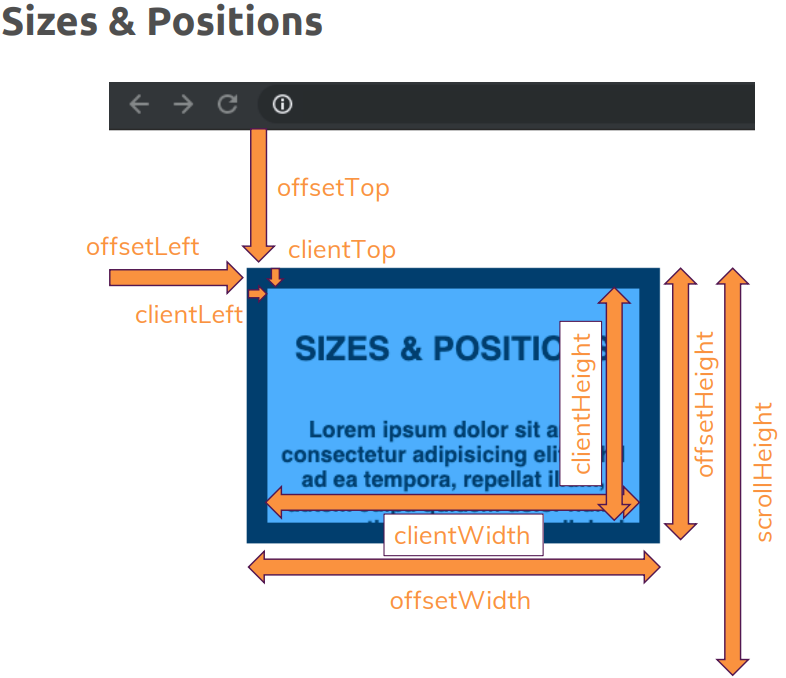 Sizes & Positions
offsetTop
offsetLeft
clientTop
clientLeft
SIZES & POSITIO
Lorem ipsum dolor sit a
consectetur adipisicing eli
ad ea tempora, repellat il
clientHeight
offsetHeight
scrollHeight
clientWidth
offsetWidth